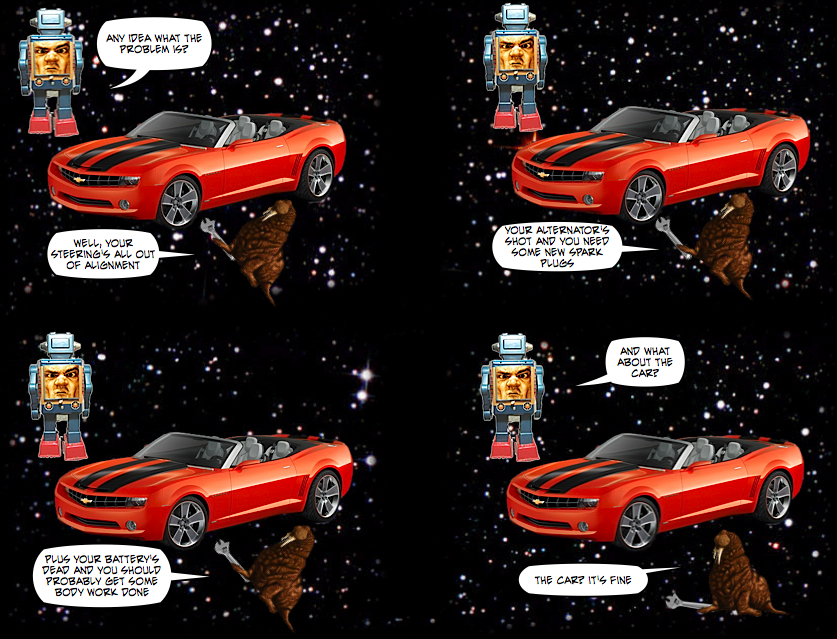 ANY IDEA WHAT THE
PROBLEM IS?
WELL, YOUR
STEERING'S ALL OUT
OF ALIGNMENT
YOUR ALTERNATOR'S
SHOT AND YOU NEED
SOME NEW SPARK
PLUGS
PLUS YOUR BATTERY'S
DEAD AND YOU SHOULD
PROBABLY GET SOME
BODY WORK DONE
AND WHAT
ABOUT THE
CAR?
THE CAR? IT'S FINE